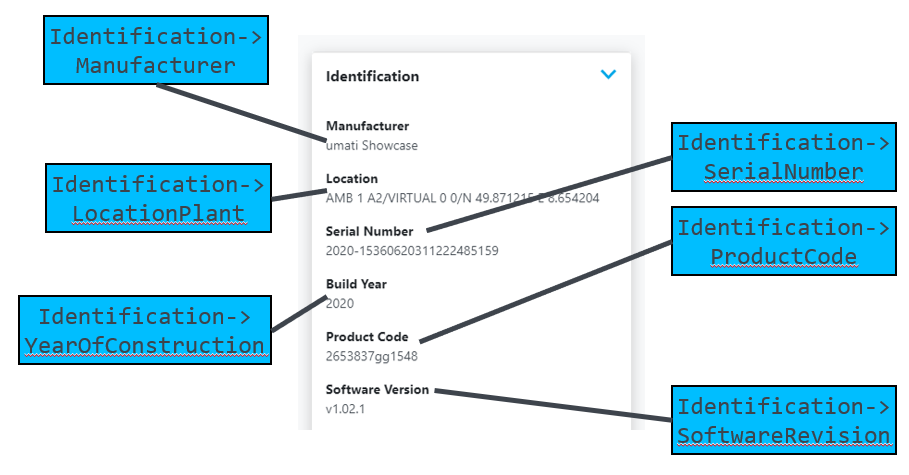 Identification->
Manufacturer
Identification->
LocationPlant
Identification->
YearOfConstruction
Identification
Manufacturer
umati Showcase
Location
AMB 1 A2/VIRTUAL 0 0/N 49.871215 E 8.654204
Serial Number
2020-15360620311222485159
Build Year
2020
Product Code
2653837gg1548
Software Version
v1.02.1
Identification->
SerialNumber
Identification->
ProductCode
Identification->
SoftwareRevision